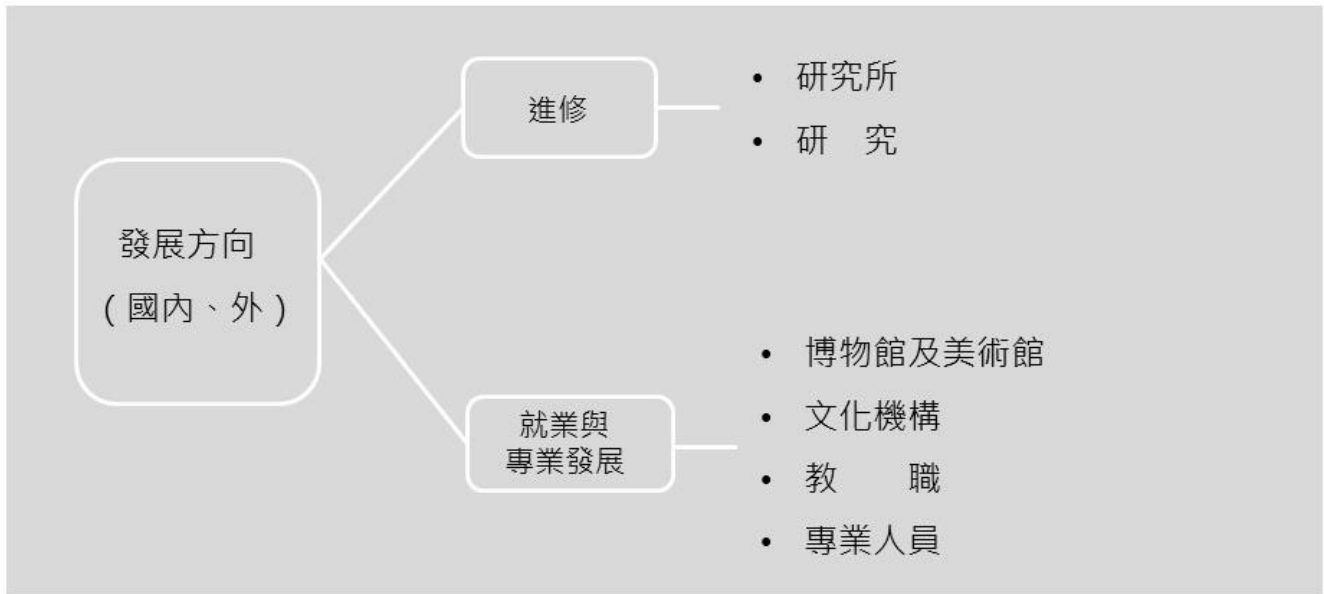 發展方向
(國內、外)
進修
• 研究所
• 研　究
就業與
專業發展
• 博物館及美術館
• 文化機構
• 教　　職
• 專業人員